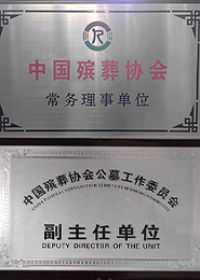 中国殡葬协会
常务理事单位
中国殡葬协会公墓工作委员会
副主任单位
DEPUTY DIRECTOR OF THE UNIT